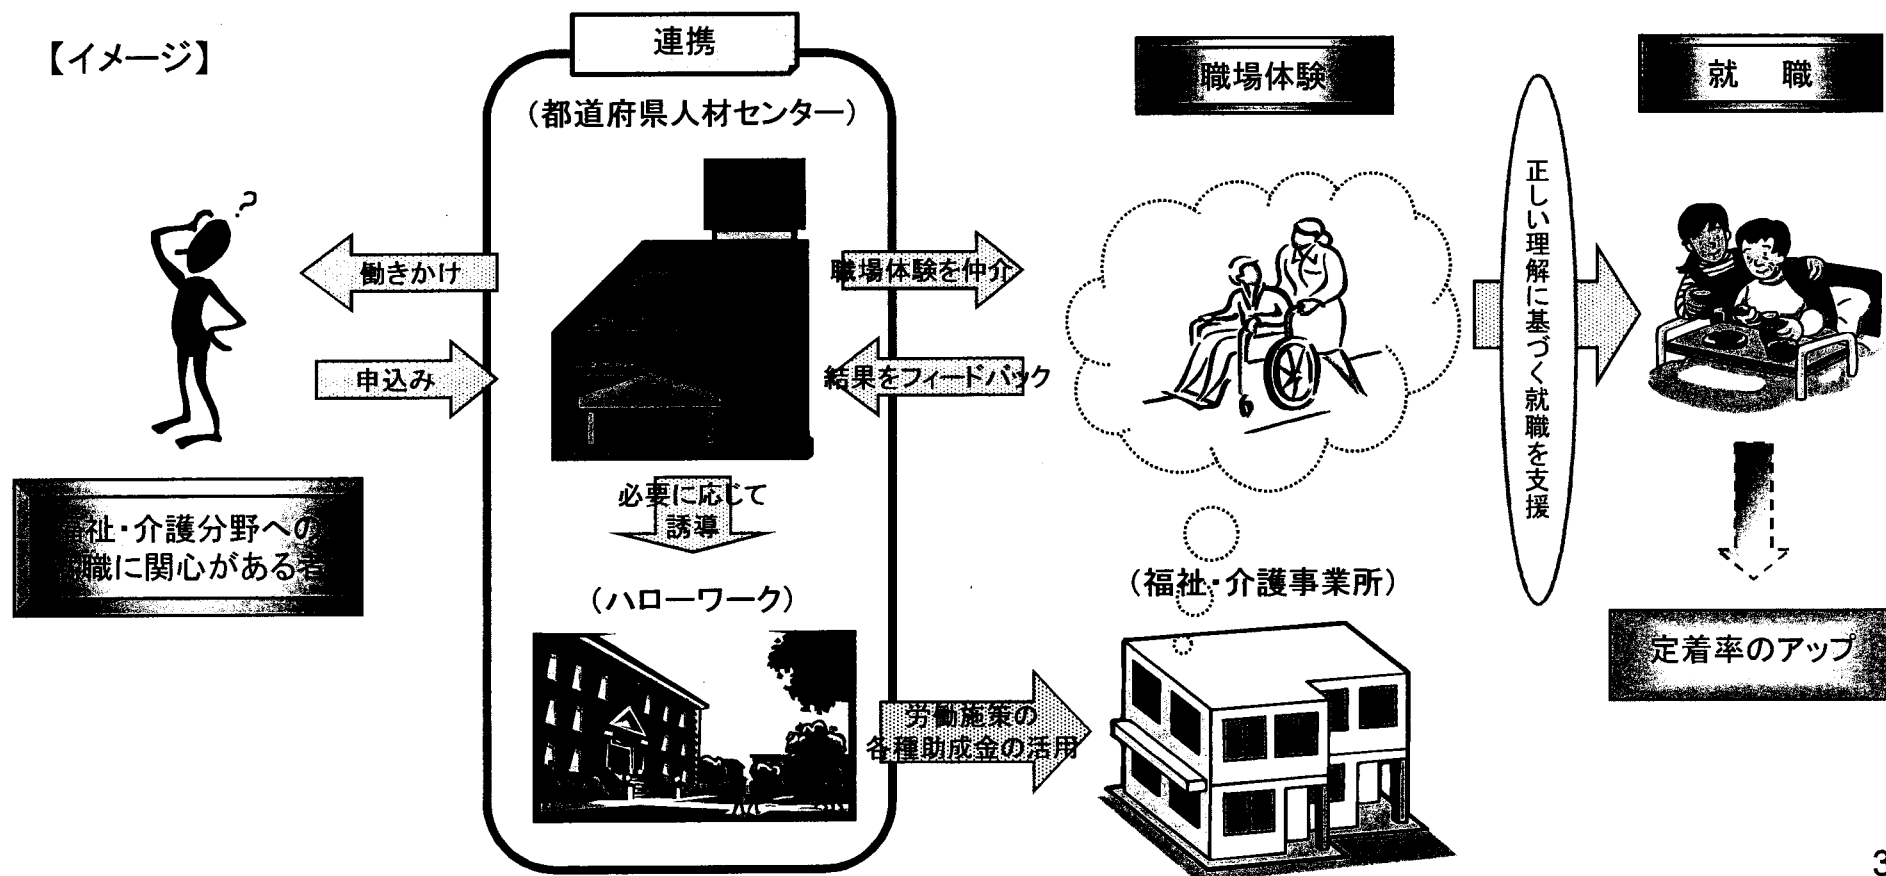 【イメージ】
連携
(都道府県人材センター)
職場体験
就 職
?
働きかけ
職場体験を仲介
申込み
結果をフィードバック
正しい理解に基づく就職を支援
必要に応じて
誘導
祉・介護分野への
職に関心がある者
(ハローワーク)
(福祉・介護事業所)
定着率のアップ
労働施策の
各種助成金の活用
3